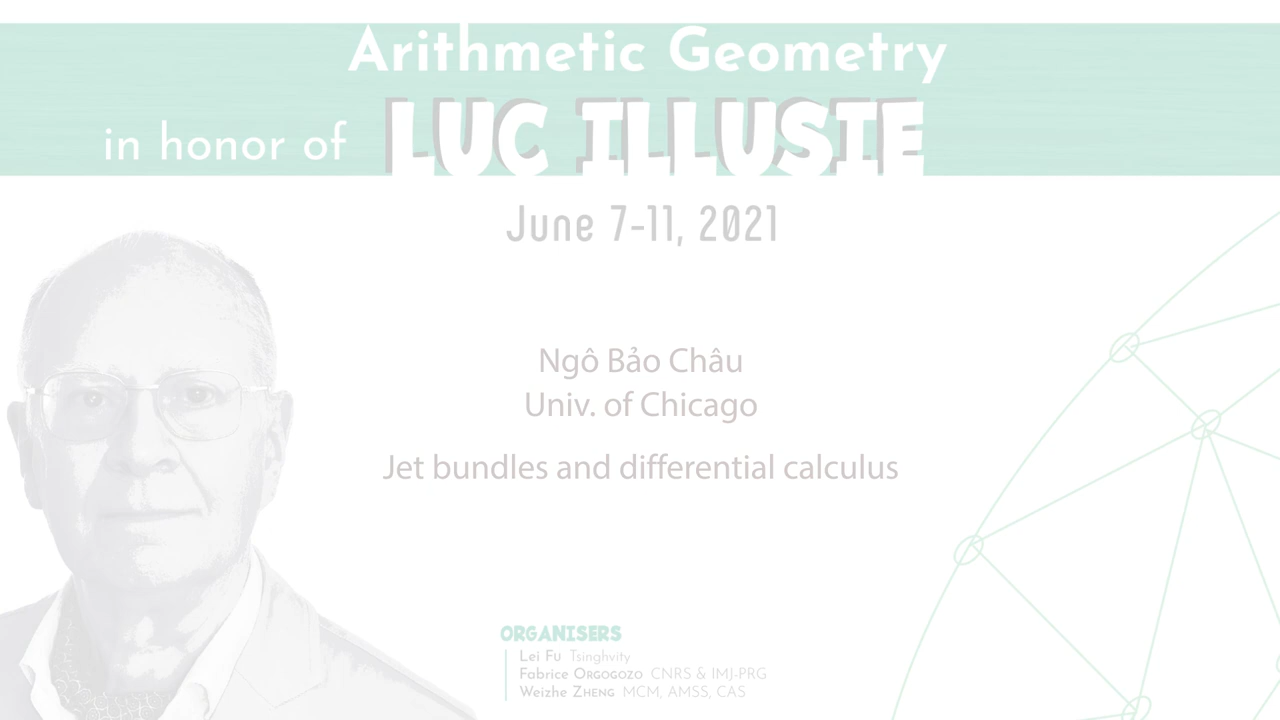 Arithmetic Geometry
in honor of LUC ILLUSIE
June 7-11, 2021
Ngô Bảo Châu
Univ. of Chicago
Jet bundles and differential calculus
ORGANISERS
Lei Fu Tsinghvity
Fabrice Orgogozo CNRS & IMJ-PRG
Weizhe Zheng MCM, AMSS, CAS